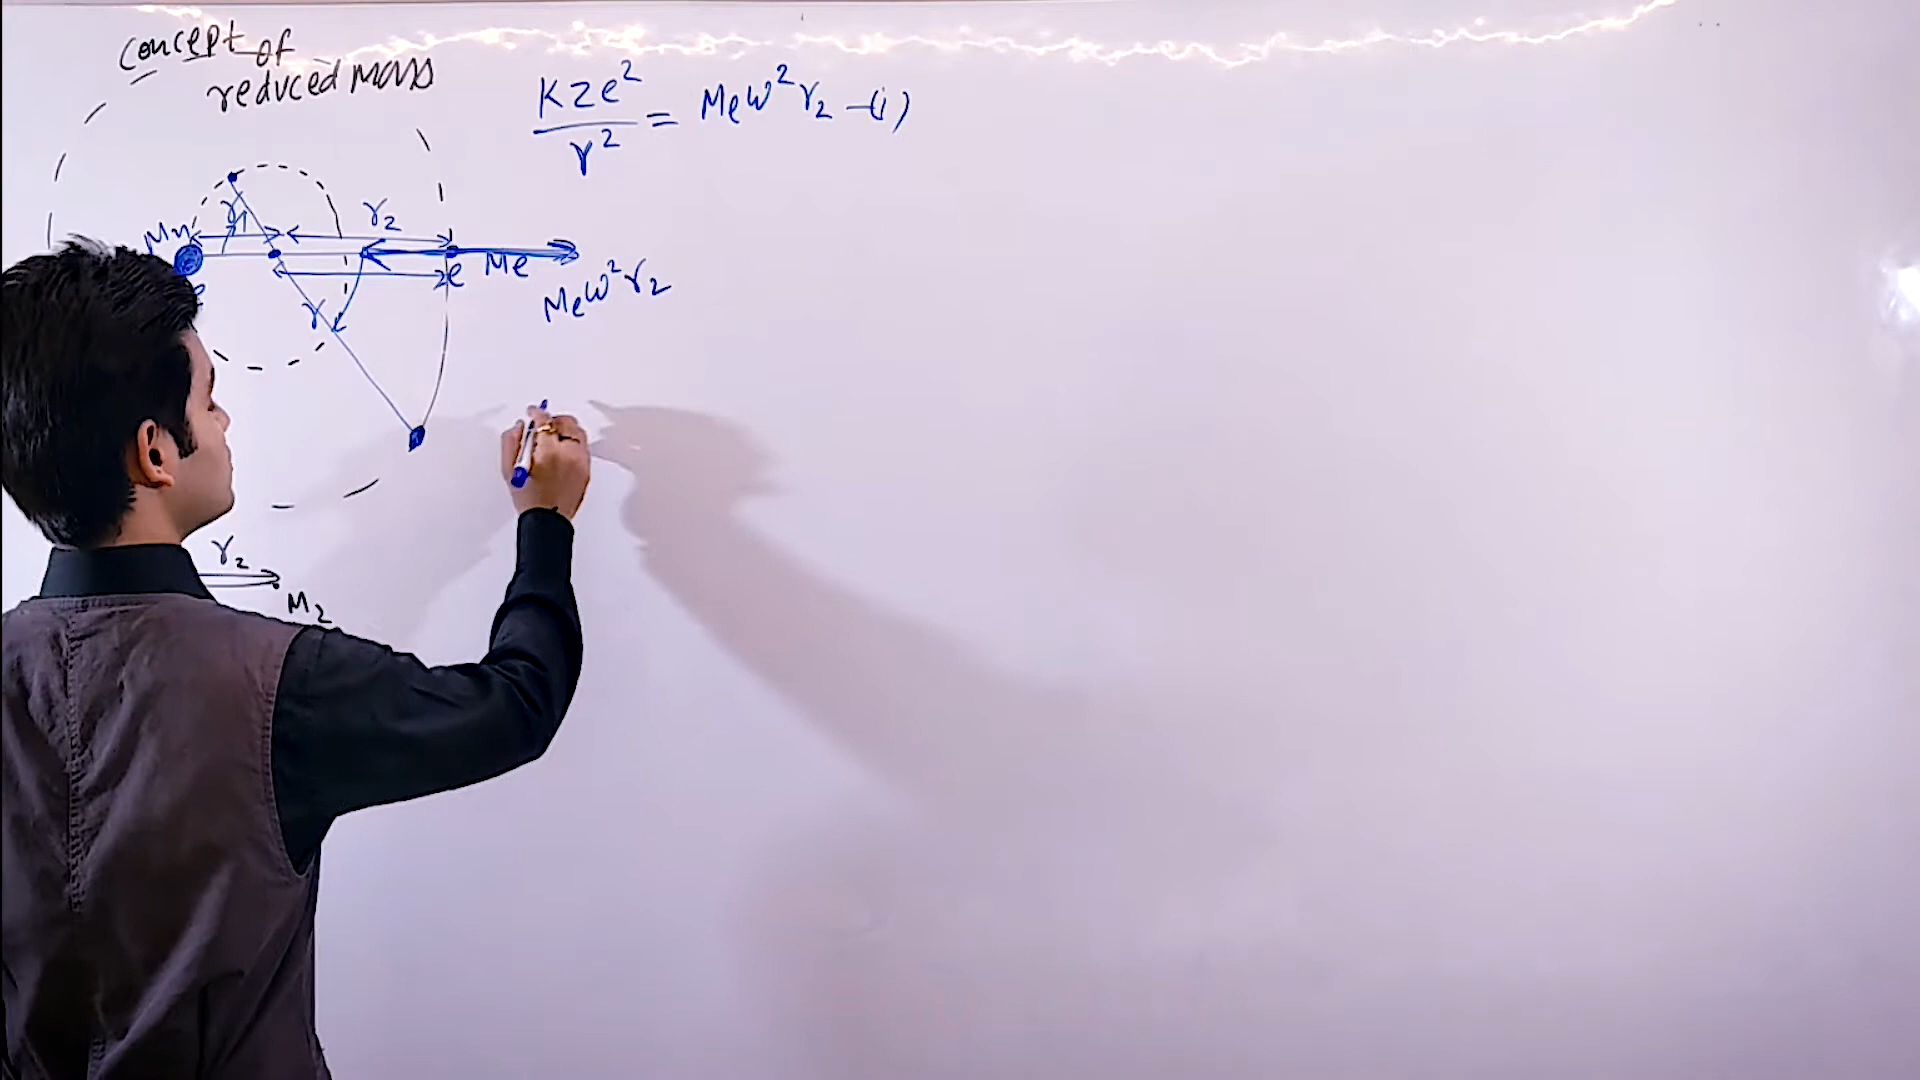 concept of
reduced mass
KZe²/r² = Meω²r₂ -(i)
r₁
r₂
Mn
e
Me
Meω²r₂
r
r₂
M₂